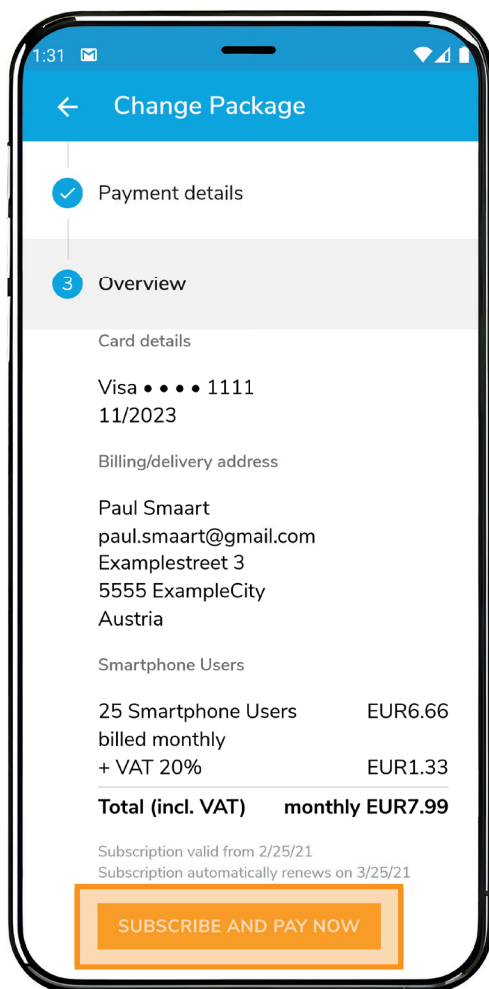 1:31
Change Package
Payment details
3 Overview
Card details
Visa •••• 1111
11/2023
Billing/delivery address
Paul Smaart
paul.smaart@gmail.com
Examplestreet 3
5555 ExampleCity
Austria
Smartphone Users
25 Smartphone Users EUR6.66
billed monthly
+ VAT 20% EUR1.33
Total (incl. VAT) monthly EUR7.99
Subscription valid from 2/25/21
Subscription automatically renews on 3/25/21
SUBSCRIBE AND PAY NOW